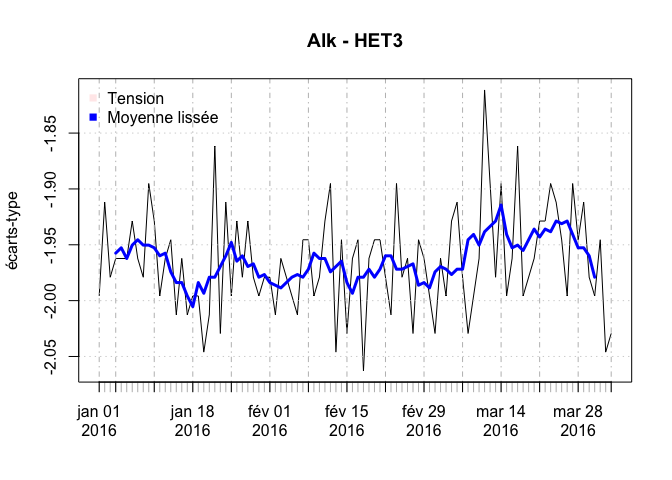 Alk - HET3
Tension
Moyenne lissée
écarts-type
-1.85
-1.90
-1.95
-2.00
-2.05
jan 01 jan 18 fév 01 fév 15 fév 29 mar 14 mar 28
2016 2016 2016 2016 2016 2016 2016